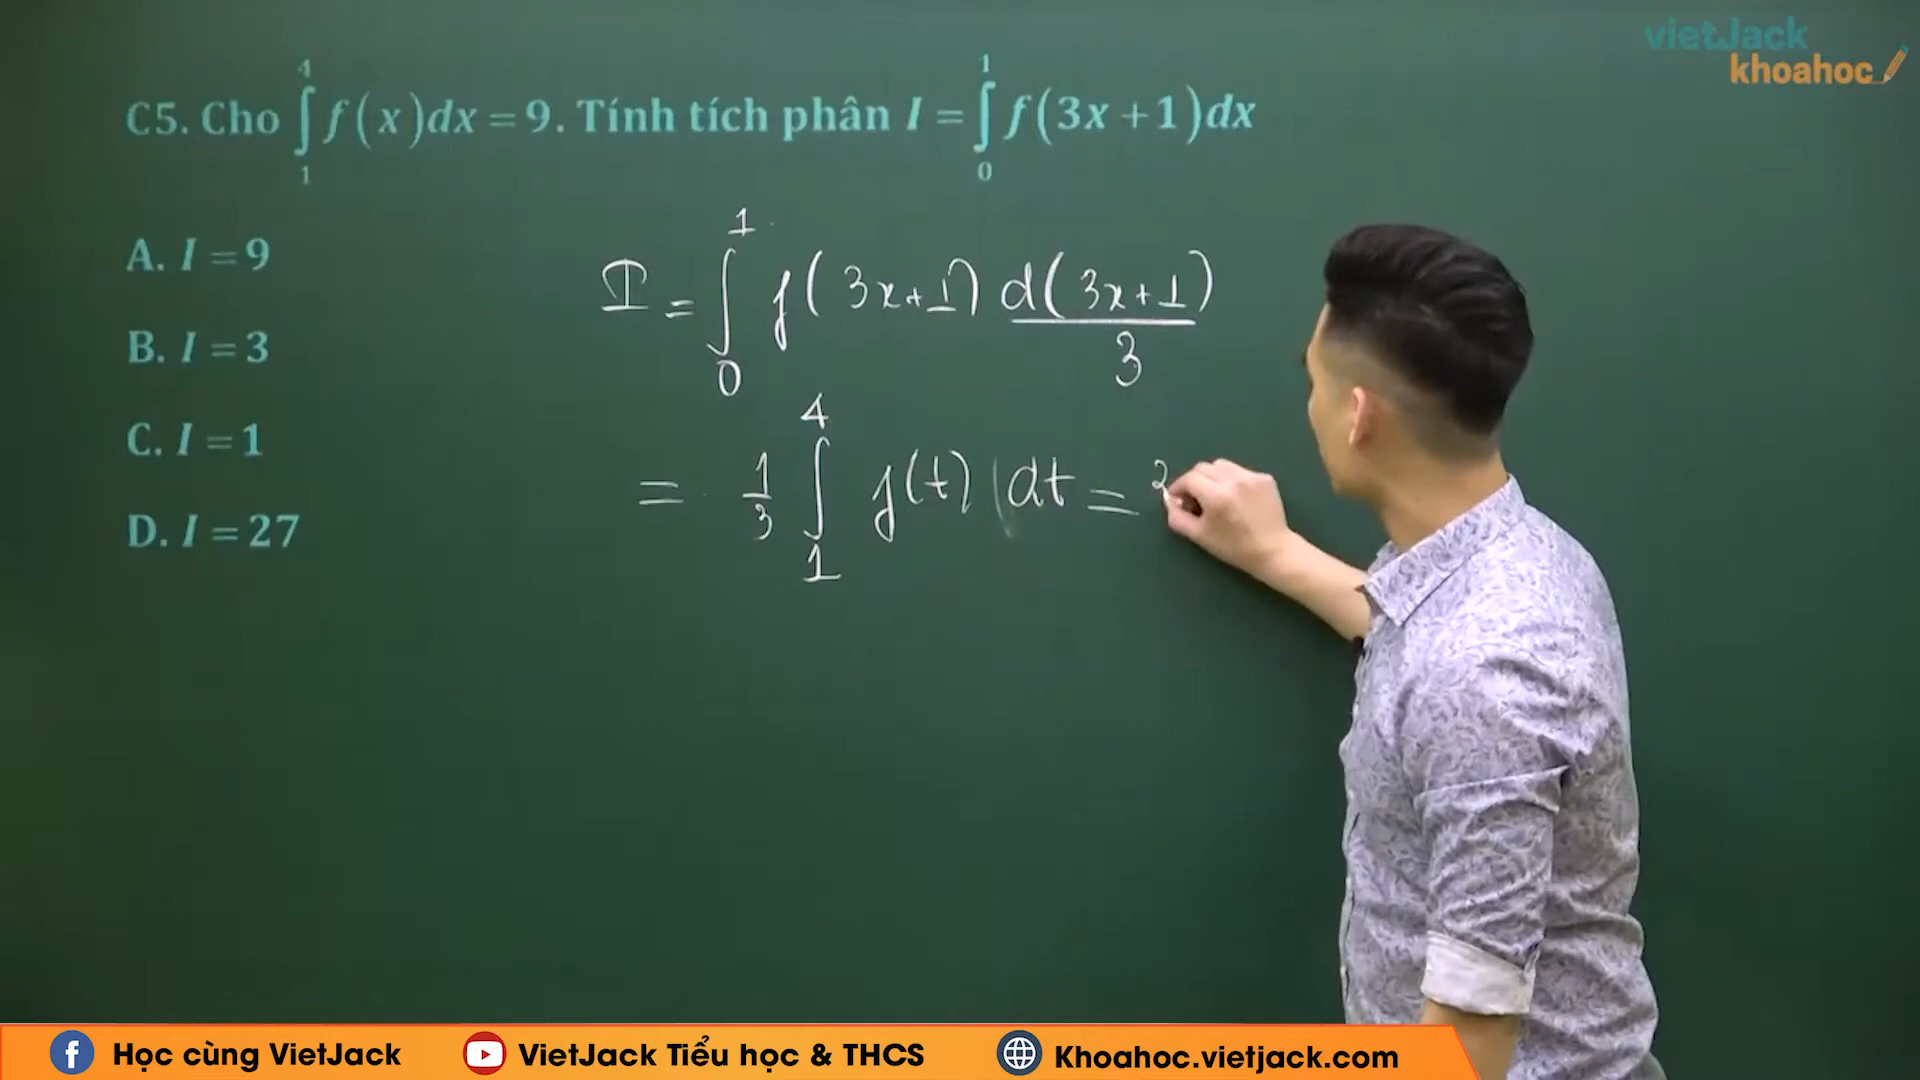 vietJack
khoahoc
C5. Cho ∫₁⁴ f(x)dx = 9. Tính tích phân I = ∫₀¹ f(3x + 1)dx
A. I = 9
B. I = 3
C. I = 1
D. I = 27
I = ∫₀¹ f(3x+1) d(3x+1)/3
= 1/3 ∫₁⁴ f(t) dt =
Học cùng VietJack
VietJack Tiểu học & THCS
Khoahoc.vietjack.com